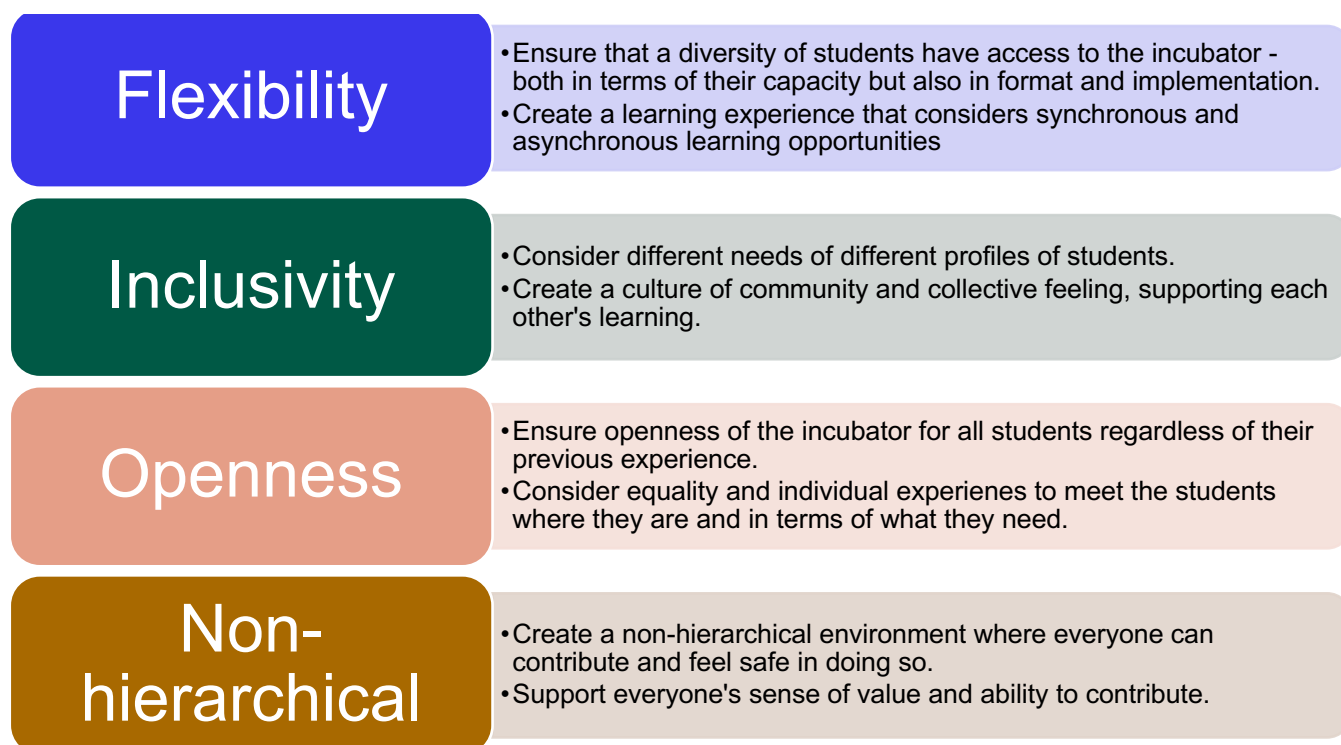 Flexibility
•Ensure that a diversity of students have access to the incubator -
both in terms of their capacity but also in format and implementation.
•Create a learning experience that considers synchronous and
asynchronous learning opportunities
Inclusivity
•Consider different needs of different profiles of students.
•Create a culture of community and collective feeling, supporting each
other's learning.
Openness
•Ensure openness of the incubator for all students regardless of their
previous experience.
•Consider equality and individual experienes to meet the students
where they are and in terms of what they need.
Non-
hierarchical
•Create a non-hierarchical environment where everyone can
contribute and feel safe in doing so.
•Support everyone's sense of value and ability to contribute.